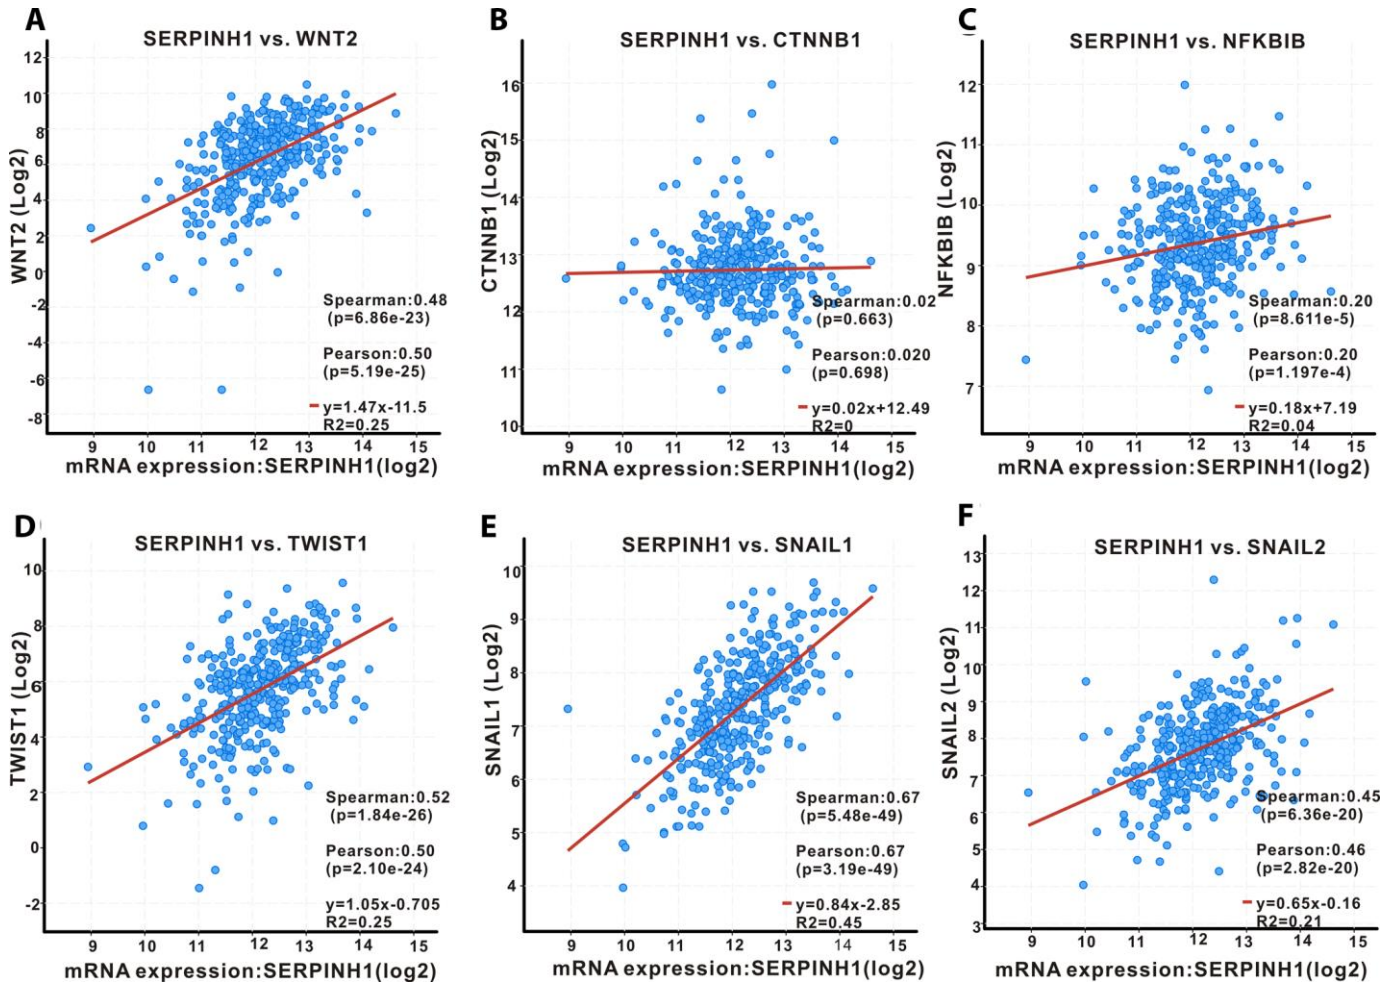 A
SERPINH1 vs. WNT2
12
10
8
6
4
2
0
-2
-4
-6
-8
WNT2 (Log2)
Spearman:0.48
(p=6.86e-23)
Pearson:0.50
(p=5.19e-25)
y=1.47x-11.5
R2=0.25
9 10 11 12 13 14 15
mRNA expression:SERPINH1(log2)
B
SERPINH1 vs. CTNNB1
16
15
14
13
12
11
10
CTNNB1 (Log2)
Spearman:0.02
(p=0.663)
Pearson:0.020
(p=0.698)
y=0.02x+12.49
R2=0
9 10 11 12 13 14 15
mRNA expression:SERPINH1(log2)
C
SERPINH1 vs. NFKBIB
12
11
10
9
8
7
NFKBIB (Log2)
Spearman:0.20
(p=8.611e-5)
Pearson:0.20
(p=1.197e-4)
y=0.18x+7.19
R2=0.04
9 10 11 12 13 14 15
mRNA expression:SERPINH1(log2)
D
SERPINH1 vs. TWIST1
10
8
6
4
2
0
-2
TWIST1 (Log2)
Spearman:0.52
(p=1.84e-26)
Pearson:0.50
(p=2.10e-24)
y=1.05x-0.705
R2=0.25
9 10 11 12 13 14 15
mRNA expression:SERPINH1(log2)
E
SERPINH1 vs. SNAIL1
10
9
8
7
6
5
4
SNAIL1 (Log2)
Spearman:0.67
(p=5.48e-49)
Pearson:0.67
(p=3.19e-49)
y=0.84x-2.85
R2=0.45
9 10 11 12 13 14 15
mRNA expression:SERPINH1(log2)
F
SERPINH1 vs. SNAIL2
13
12
11
10
9
8
7
6
5
4
3
SNAIL2 (Log2)
Spearman:0.45
(p=6.36e-20)
Pearson:0.46
(p=2.82e-20)
y=0.65x-0.16
R2=0.21
9 10 11 12 13 14 15
mRNA expression:SERPINH1(log2)